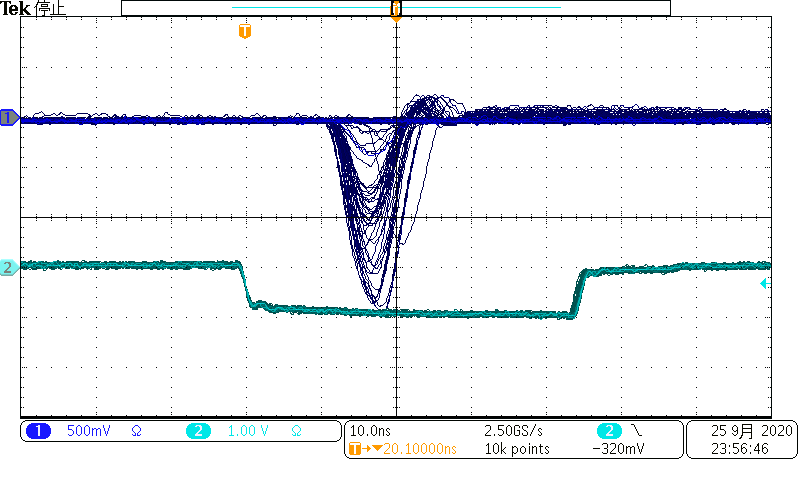 Tek 停止
T
1
2
1 500mV Ω 2 1.00 V Ω
10.0ns 2.50GS/s 2
T→▼20.10000ns 10k points −320mV
25 9月 2020
23:56:46